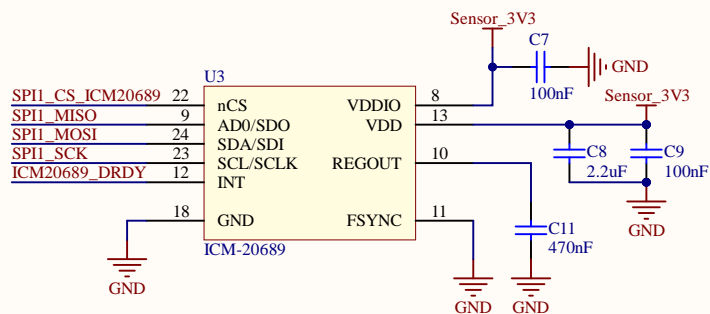 Sensor_3V3
C7
GND
100nF
U3
SPI1_CS_ICM20689 22 nCS VDDIO 8
Sensor_3V3
SPI1_MISO 9 AD0/SDO VDD 13
SPI1_MOSI 24 SDA/SDI
SPI1_SCK 23 SCL/SCLK REGOUT 10
ICM20689_DRDY 12 INT
C8
2.2uF
C9
100nF
18 GND FSYNC 11
GND
C11
470nF
ICM-20689
GND
GND
GND